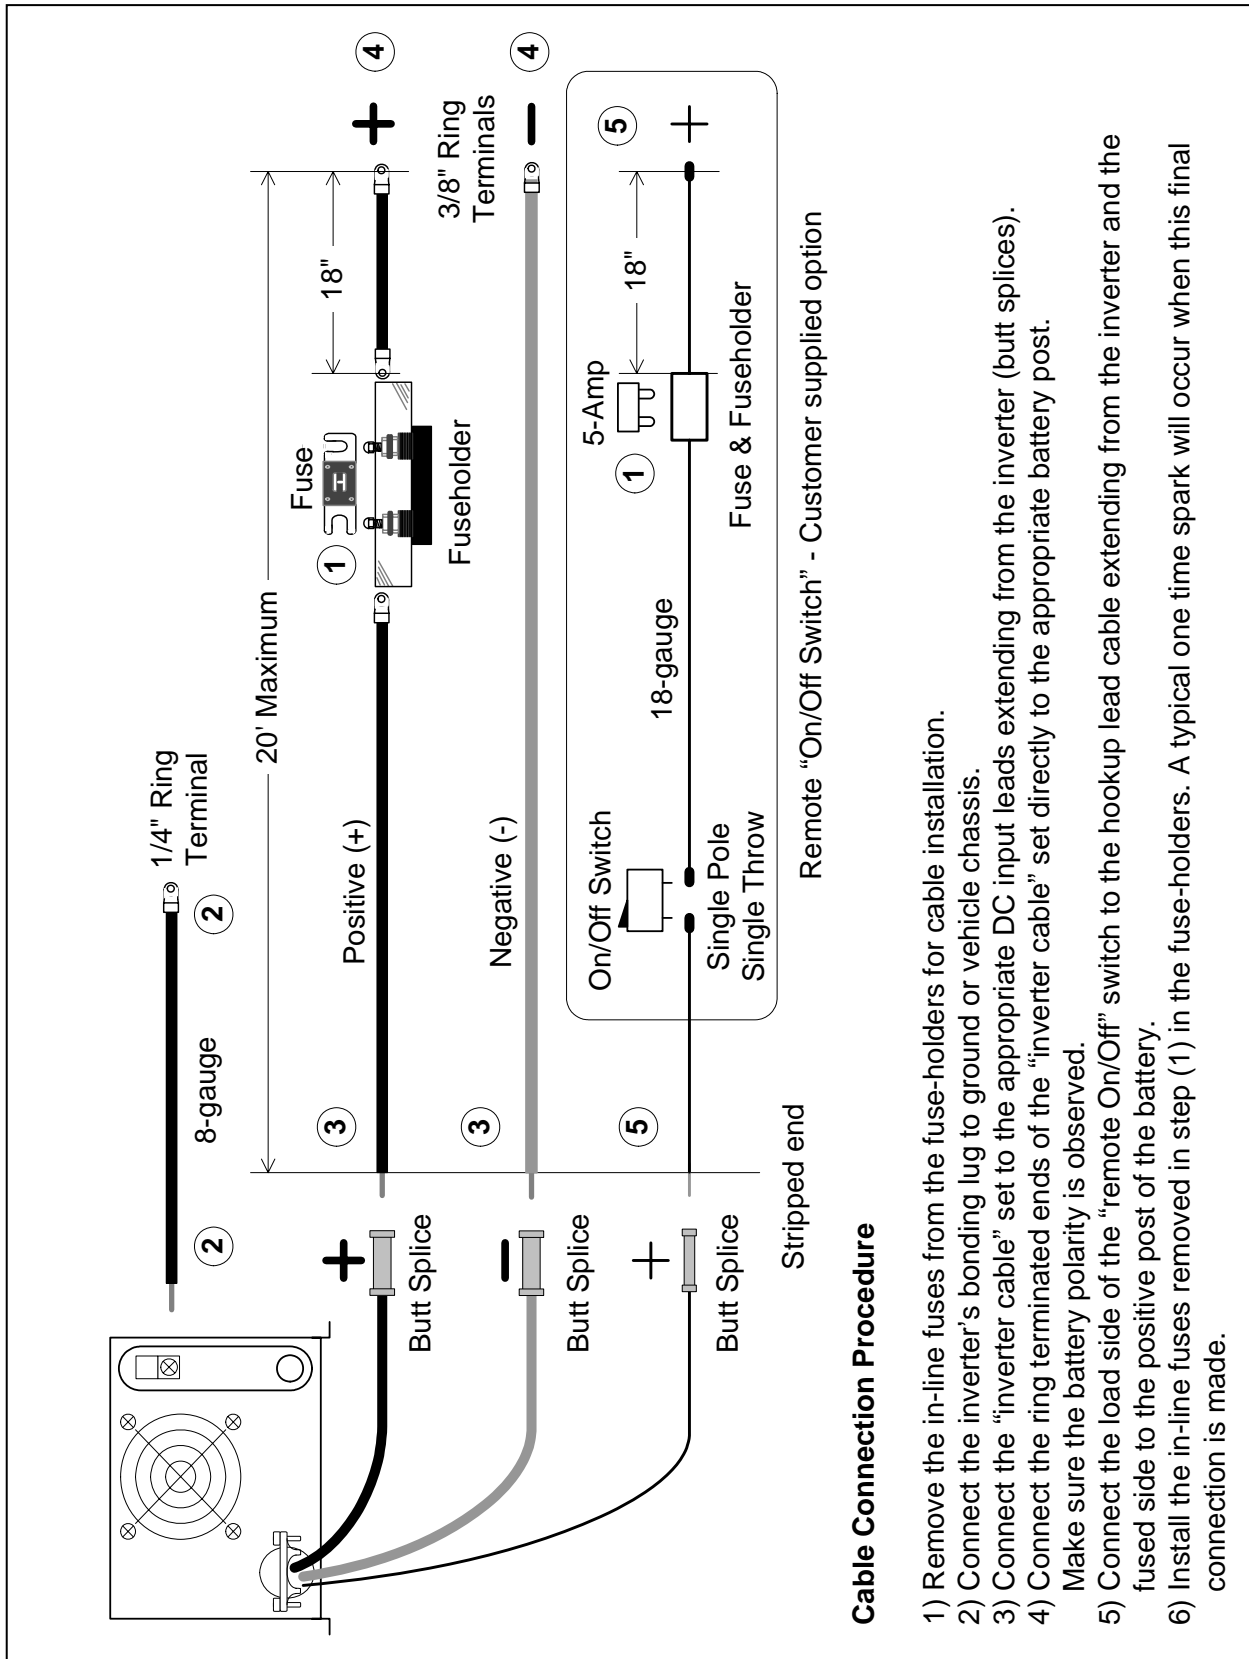 8-gauge
1/4" Ring
Terminal
2
2
20' Maximum
18"
3
Positive (+)
1
Fuse
H
Fuseholder
+
4
+
Butt Splice
3
Negative (-)
3/8" Ring
Terminals
-
4
-
Butt Splice
5
On/Off Switch
Single Pole
Single Throw
18-gauge
1
5-Amp
Fuse & Fuseholder
18"
5
+
+
Butt Splice
Stripped end
Remote “On/Off Switch” - Customer supplied option
Cable Connection Procedure
1) Remove the in-line fuses from the fuse-holders for cable installation.
2) Connect the inverter’s bonding lug to ground or vehicle chassis.
3) Connect the “inverter cable” set to the appropriate DC input leads extending from the inverter (butt splices).
4) Connect the ring terminated ends of the “inverter cable” set directly to the appropriate battery post.
Make sure the battery polarity is observed.
5) Connect the load side of the “remote On/Off” switch to the hookup lead cable extending from the inverter and the
fused side to the positive post of the battery.
6) Install the in-line fuses removed in step (1) in the fuse-holders. A typical one time spark will occur when this final
connection is made.